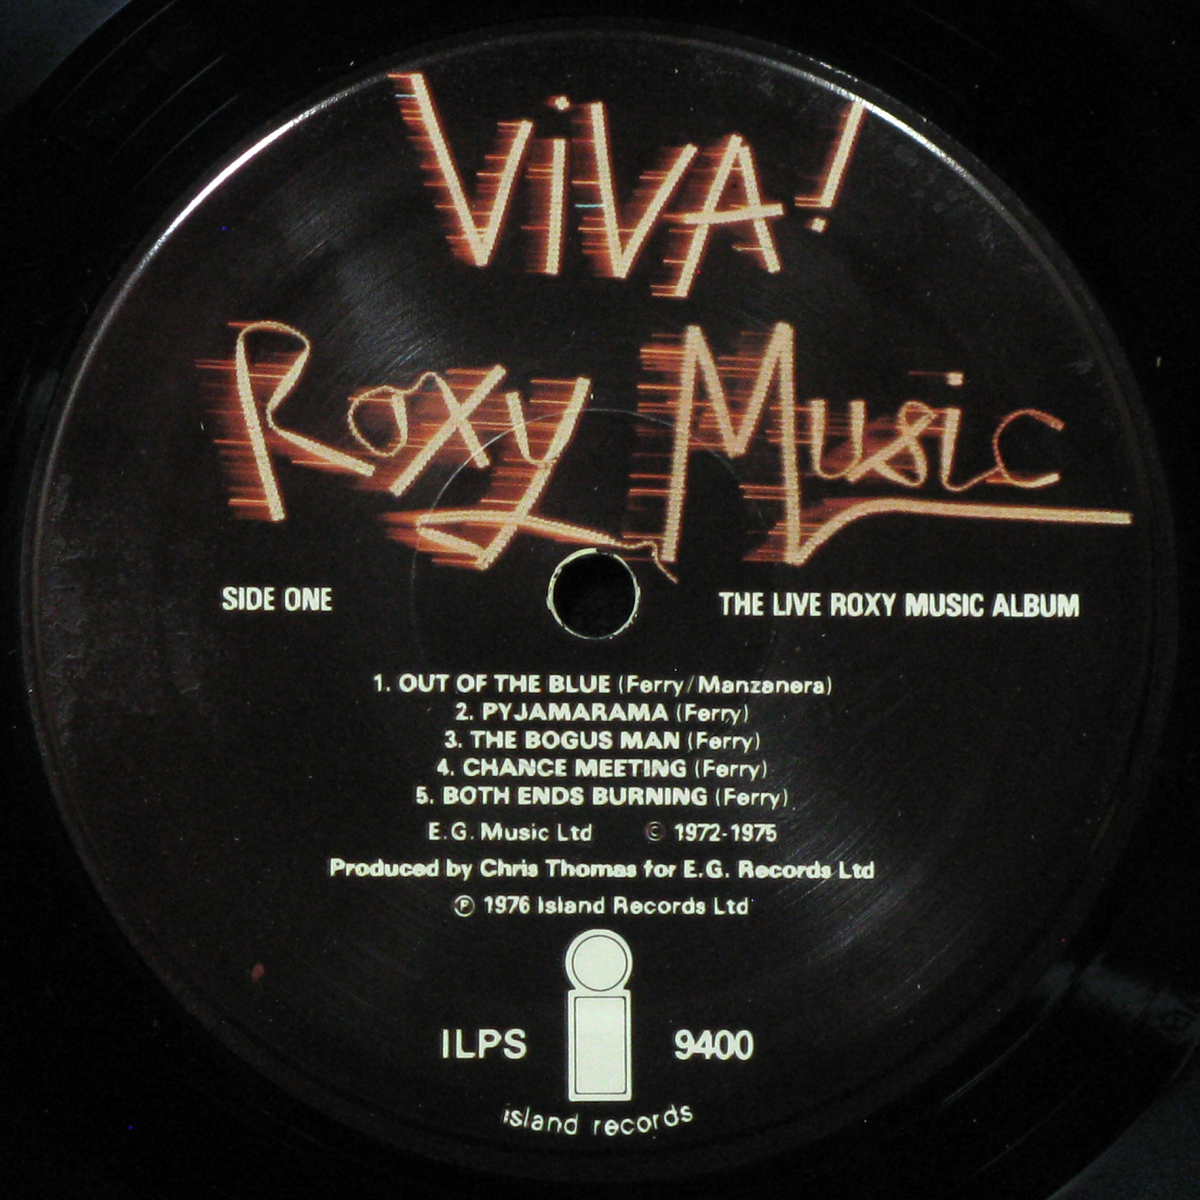 ViVA!
Roxy Music
SIDE ONE
THE LIVE ROXY MUSIC ALBUM
1. OUT OF THE BLUE (Ferry/Manzanera)
2. PYJAMARAMA (Ferry)
3. THE BOGUS MAN (Ferry)
4. CHANCE MEETING (Ferry)
5. BOTH ENDS BURNING (Ferry)
E.G. Music Ltd © 1972-1975
Produced by Chris Thomas for E.G. Records Ltd
℗ 1976 Island Records Ltd
ILPS i 9400
island records